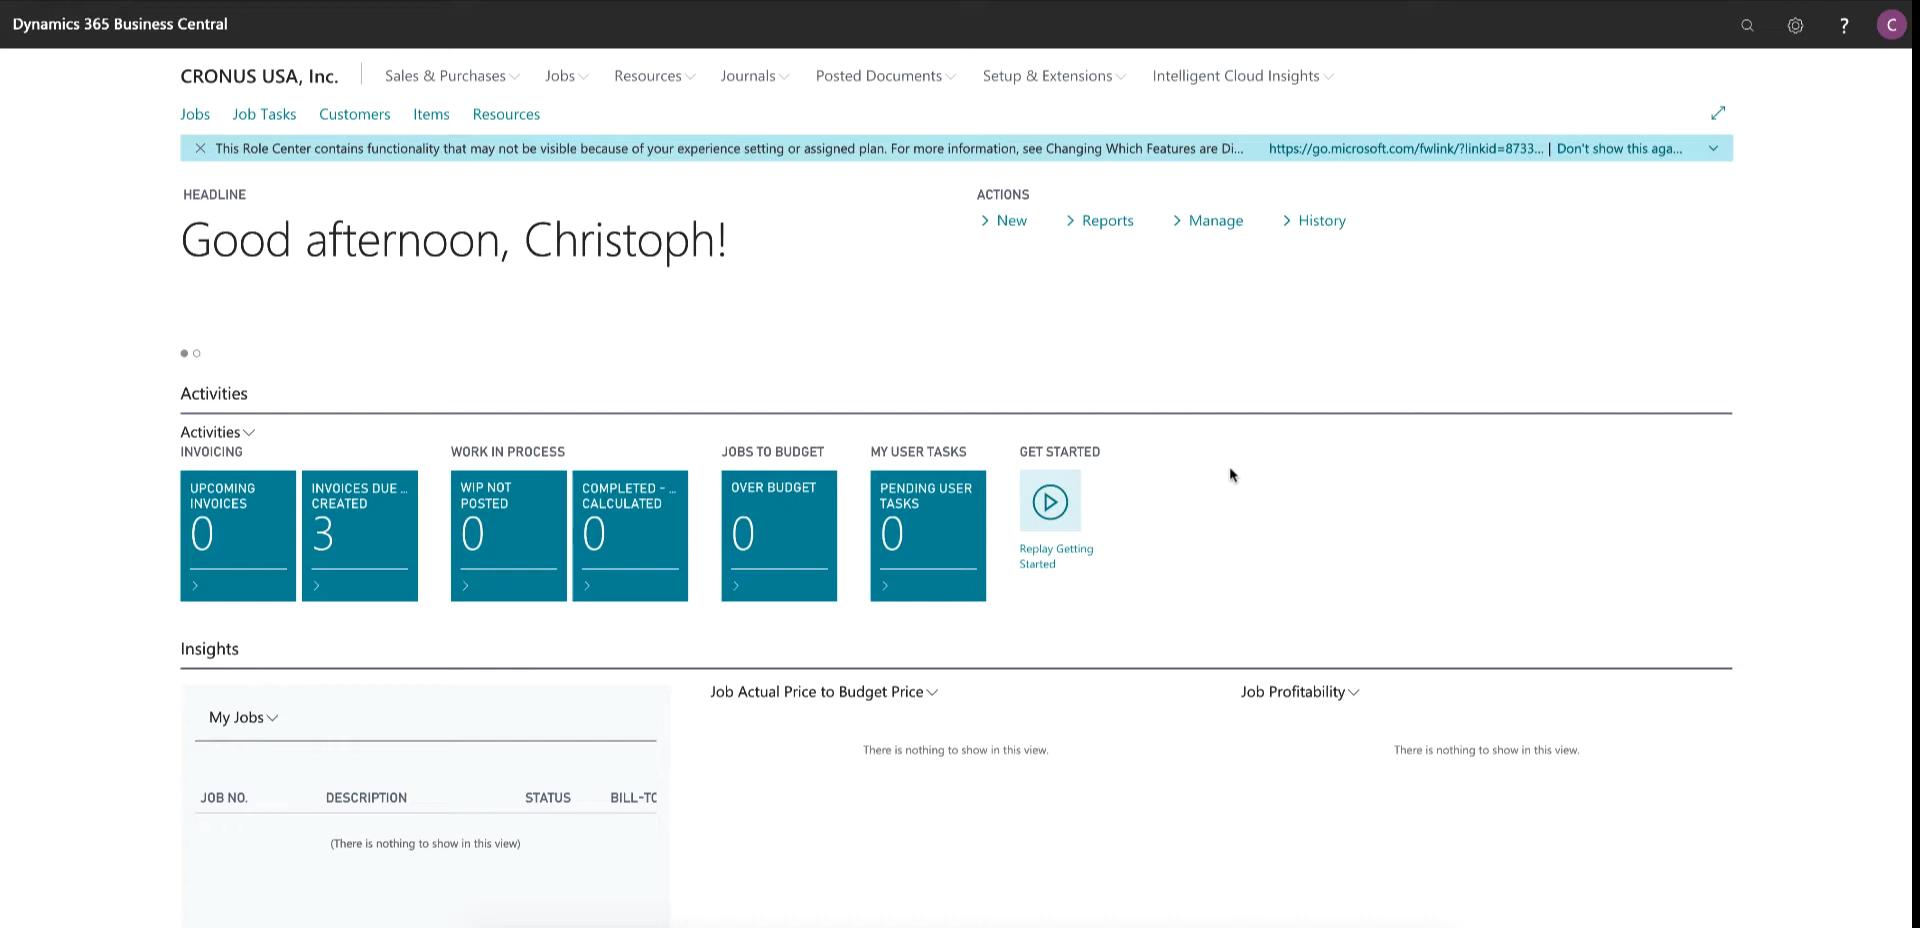 Dynamics 365 Business Central
?
C
CRONUS USA, Inc.
Sales & Purchases
Jobs
Resources
Journals
Posted Documents
Setup & Extensions
Intelligent Cloud Insights
Jobs
Job Tasks
Customers
Items
Resources
This Role Center contains functionality that may not be visible because of your experience setting or assigned plan. For more information, see Changing Which Features are Di...
https://go.microsoft.com/fwlink/?linkid=8733... | Don't show this aga...
HEADLINE
Good afternoon, Christoph!
ACTIONS
New
Reports
Manage
History
Activities
Activities
INVOICING
UPCOMING
INVOICES
0
INVOICES DUE ...
CREATED
3
WORK IN PROCESS
WIP NOT
POSTED
0
COMPLETED - ...
CALCULATED
0
JOBS TO BUDGET
OVER BUDGET
0
MY USER TASKS
PENDING USER
TASKS
0
GET STARTED
Replay Getting
Started
Insights
My Jobs
JOB NO.
DESCRIPTION
STATUS
BILL-TO
(There is nothing to show in this view)
Job Actual Price to Budget Price
There is nothing to show in this view.
Job Profitability
There is nothing to show in this view.